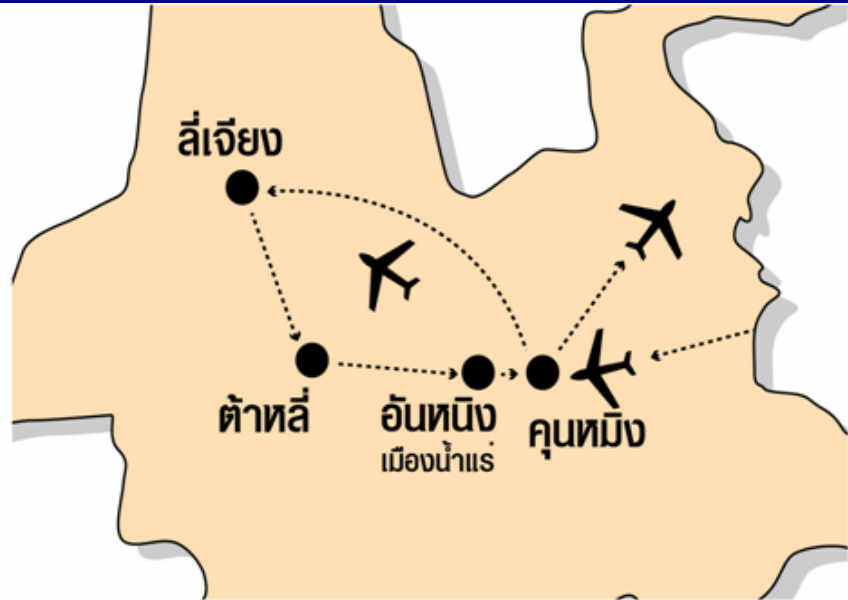 ลี่เจียง
ต้าหลี่
อันหนิง
เมืองน้ำแร่
คุนหมิง